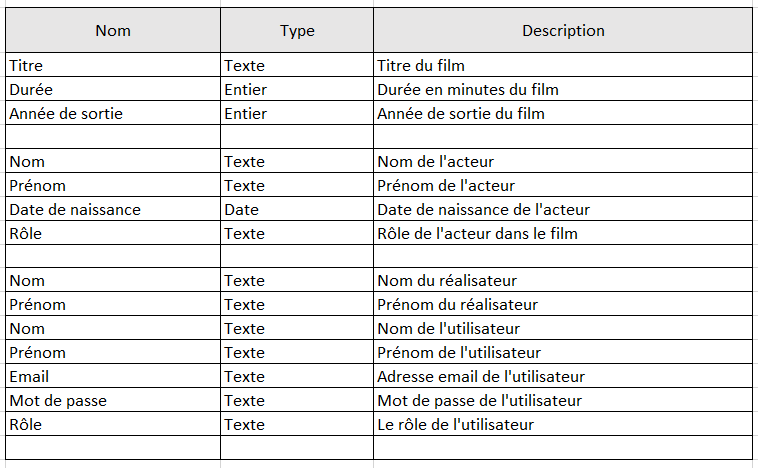 Nom Type Description
Titre Texte Titre du film
Durée Entier Durée en minutes du film
Année de sortie Entier Année de sortie du film
Nom Texte Nom de l'acteur
Prénom Texte Prénom de l'acteur
Date de naissance Date Date de naissance de l'acteur
Rôle Texte Rôle de l'acteur dans le film
Nom Texte Nom du réalisateur
Prénom Texte Prénom du réalisateur
Nom Texte Nom de l'utilisateur
Prénom Texte Prénom de l'utilisateur
Email Texte Adresse email de l'utilisateur
Mot de passe Texte Mot de passe de l'utilisateur
Rôle Texte Le rôle de l'utilisateur